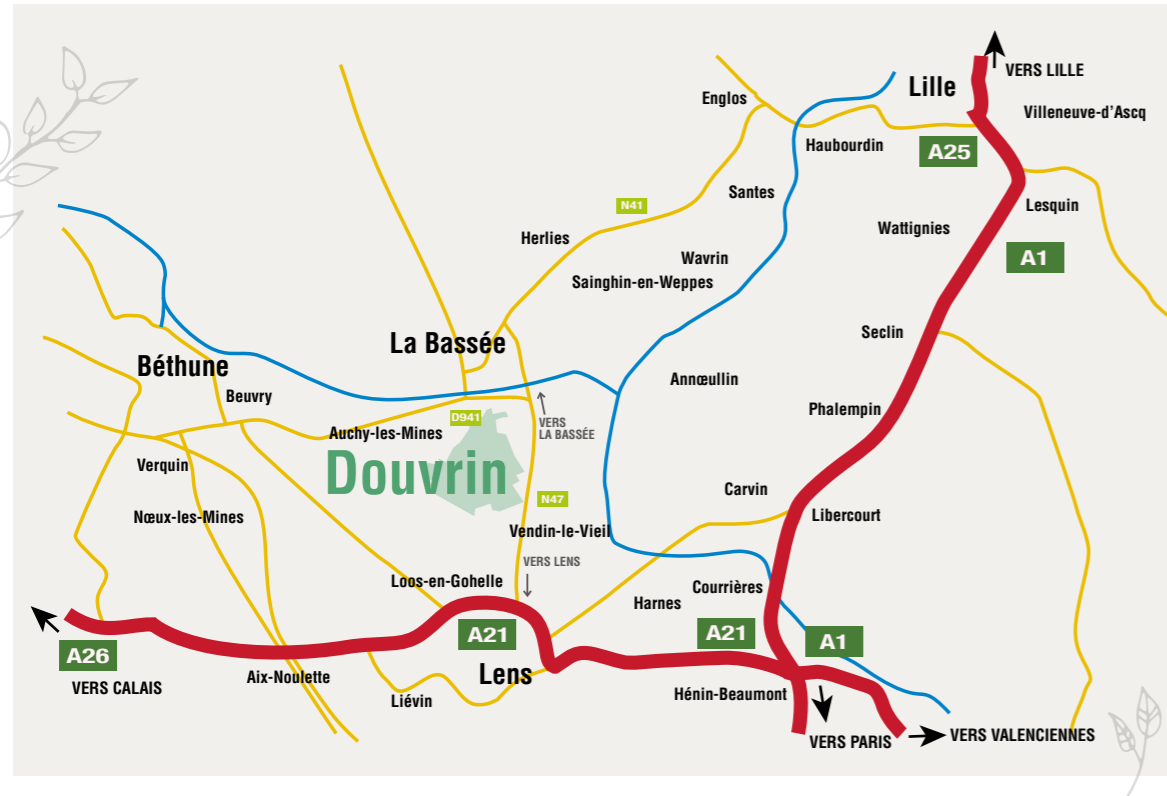 VERS LILLE
Lille
Englos
Villeneuve-d’Ascq
Haubourdin
A25
Santes
N41
Lesquin
Wattignies
Herlies
Wavrin
A1
Sainghin-en-Weppes
Seclin
La Bassée
Béthune
Annœullin
Beuvry
Phalempin
D941
VERS
LA BASSÉE
Auchy-les-Mines
Douvrin
Verquin
Carvin
N47
Nœux-les-Mines
Libercourt
Vendin-le-Vieil
VERS LENS
Loos-en-Gohelle
Courrières
Harnes
A21
A21
A1
A26
Lens
Aix-Noulette
VERS CALAIS
Hénin-Beaumont
Liévin
VERS PARIS
VERS VALENCIENNES